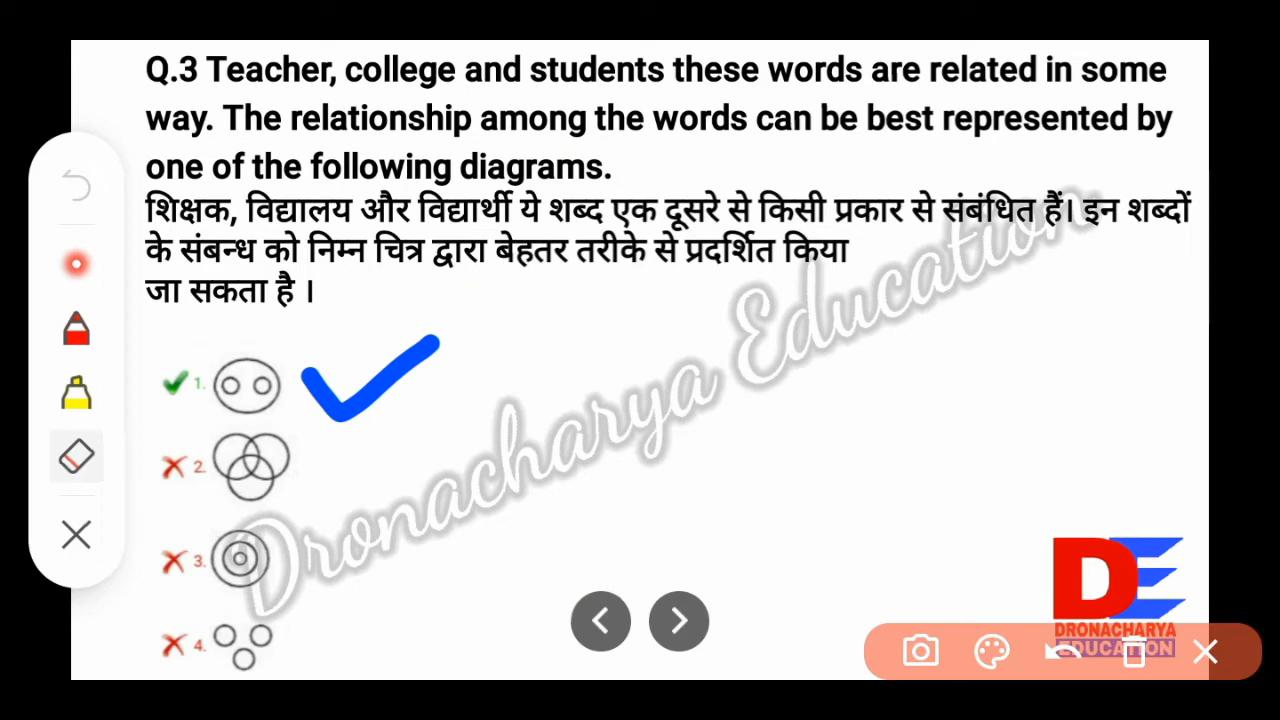 Q.3 Teacher, college and students these words are related in some
way. The relationship among the words can be best represented by
one of the following diagrams.
शिक्षक, विद्यालय और विद्यार्थी ये शब्द एक दूसरे से किसी प्रकार से संबंधित हैं। इन शब्दों
के संबन्ध को निम्न चित्र द्वारा बेहतर तरीके से प्रदर्शित किया
जा सकता है ।
1.
2.
3.
4.
Dronacharya Education
DE
DRONACHARYA
EDUCATION